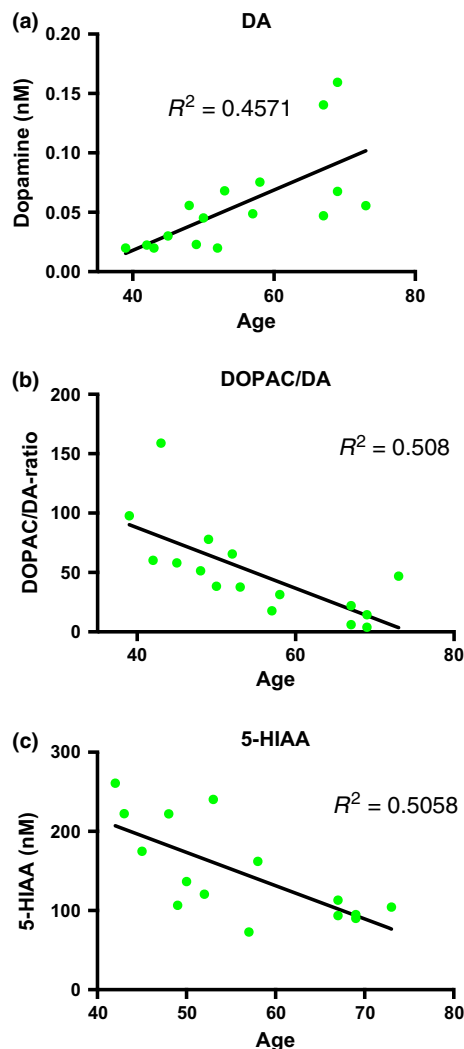 (a) DA
0.20
0.15
0.10
0.05
0.00
Dopamine (nM)
R² = 0.4571
40 60 80
Age
(b) DOPAC/DA
200
150
100
50
0
DOPAC/DA-ratio
R² = 0.508
40 60 80
Age
(c) 5-HIAA
300
200
100
0
5-HIAA (nM)
R² = 0.5058
40 50 60 70 80
Age